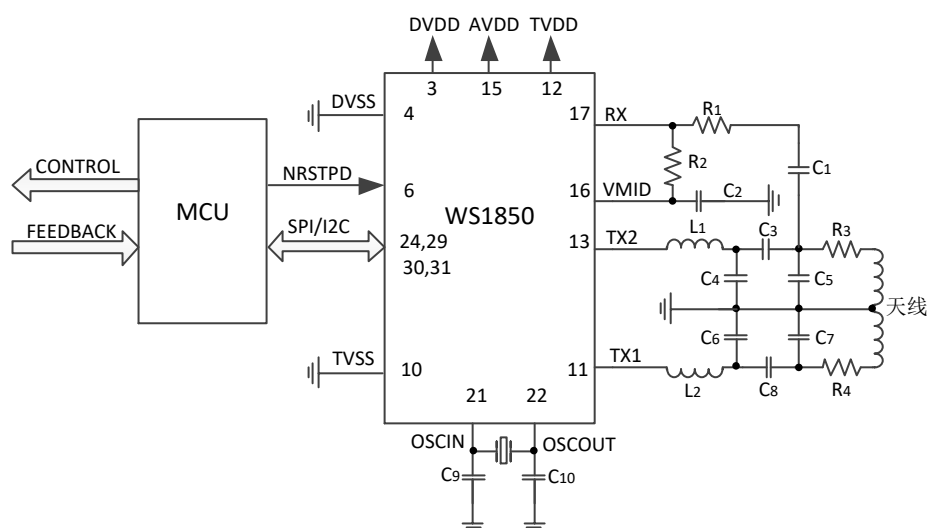 DVDD AVDD TVDD
3 15 12
DVSS 4
17 RX R1
R2
C1
CONTROL
NRSTPD 6
16 VMID C2
MCU
WS1850
FEEDBACK
SPI/I2C 24,29
30,31
13 TX2 L1 C3 R3
C4 C5
天线
C6 C7
TVSS 10
11 TX1 L2 C8 R4
21 22
OSCIN OSCOUT
C9 C10